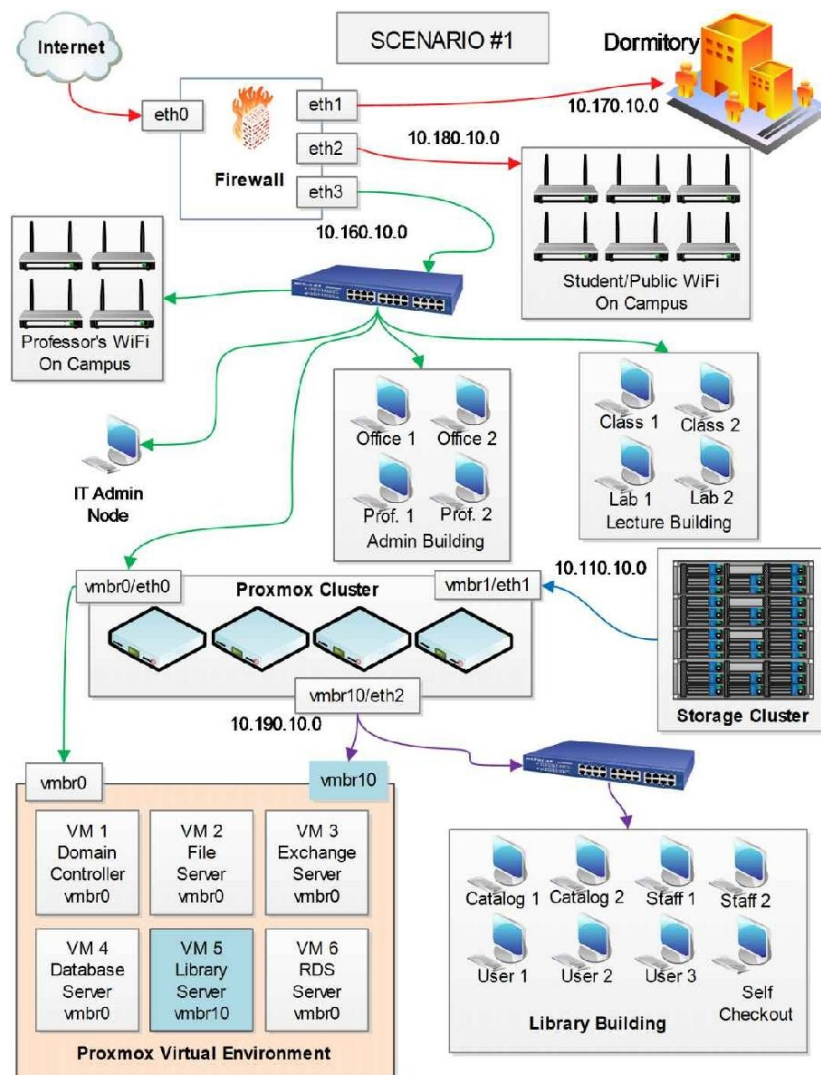 Internet
SCENARIO #1
Dormitory
eth0
eth1
10.170.10.0
eth2
10.180.10.0
Firewall
eth3
10.160.10.0
Professor's WiFi
On Campus
Student/Public WiFi
On Campus
IT Admin
Node
Office 1
Office 2
Prof. 1
Prof. 2
Admin Building
Class 1
Class 2
Lab 1
Lab 2
Lecture Building
vmbr0/eth0
Proxmox Cluster
vmbr1/eth1
10.110.10.0
vmbr10/eth2
10.190.10.0
Storage Cluster
vmbr0
vmbr10
VM 1
Domain
Controller
vmbr0
VM 2
File
Server
vmbr0
VM 3
Exchange
Server
vmbr0
VM 4
Database
Server
vmbr0
VM 5
Library
Server
vmbr10
VM 6
RDS
Server
vmbr0
Proxmox Virtual Environment
Catalog 1
Catalog 2
Staff 1
Staff 2
User 1
User 2
User 3
Self
Checkout
Library Building